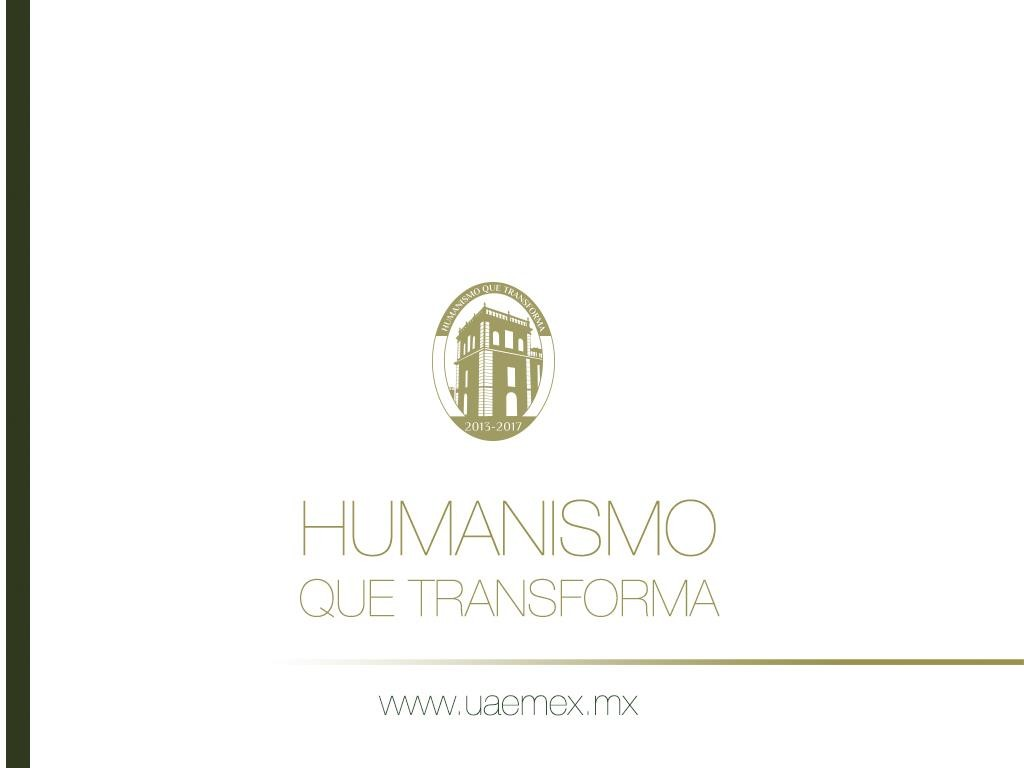 HUMANISMO QUE TRANSFORMA
2013-2017
HUMANISMO
QUE TRANSFORMA
www.uaemex.mx